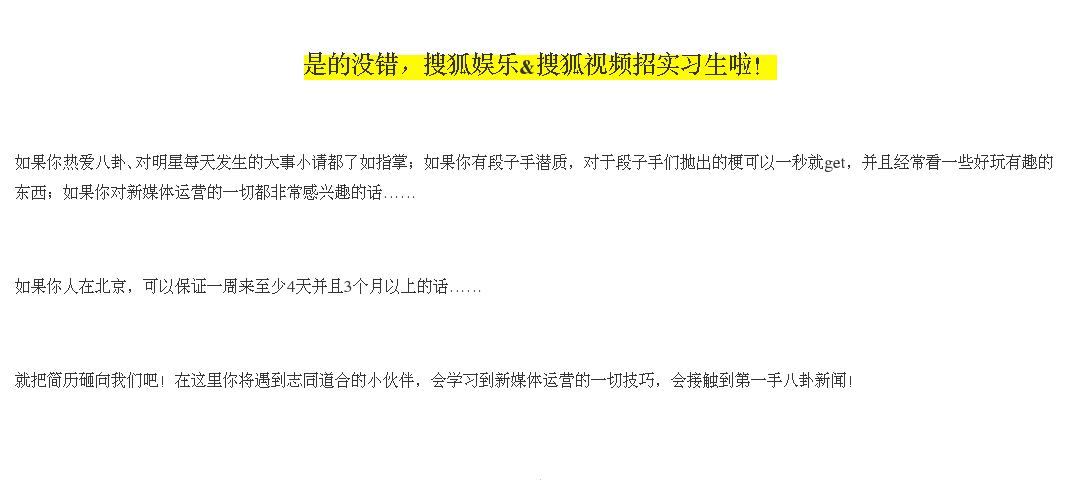 是的没错，搜狐娱乐&搜狐视频招实习生啦！
如果你热爱八卦、对明星每天发生的大事小请都了如指掌；如果你有段子手潜质，对于段子手们抛出的梗可以一秒就get，并且经常看一些好玩有趣的
东西；如果你对新媒体运营的一切都非常感兴趣的话……
如果你人在北京，可以保证一周来至少4天并且3个月以上的话……
就把简历砸向我们吧！在这里你将遇到志同道合的小伙伴，会学习到新媒体运营的一切技巧，会接触到第一手八卦新闻！